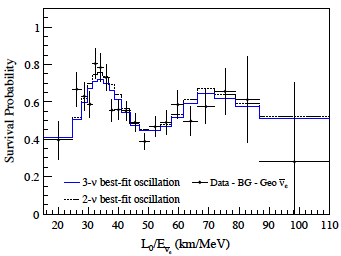 Survival Probability
1
0.8
0.6
0.4
0.2
0
3-ν best-fit oscillation
Data - BG - Geo ν̅e
2-ν best-fit oscillation
20 30 40 50 60 70 80 90 100 110
L0/Eν̅e (km/MeV)